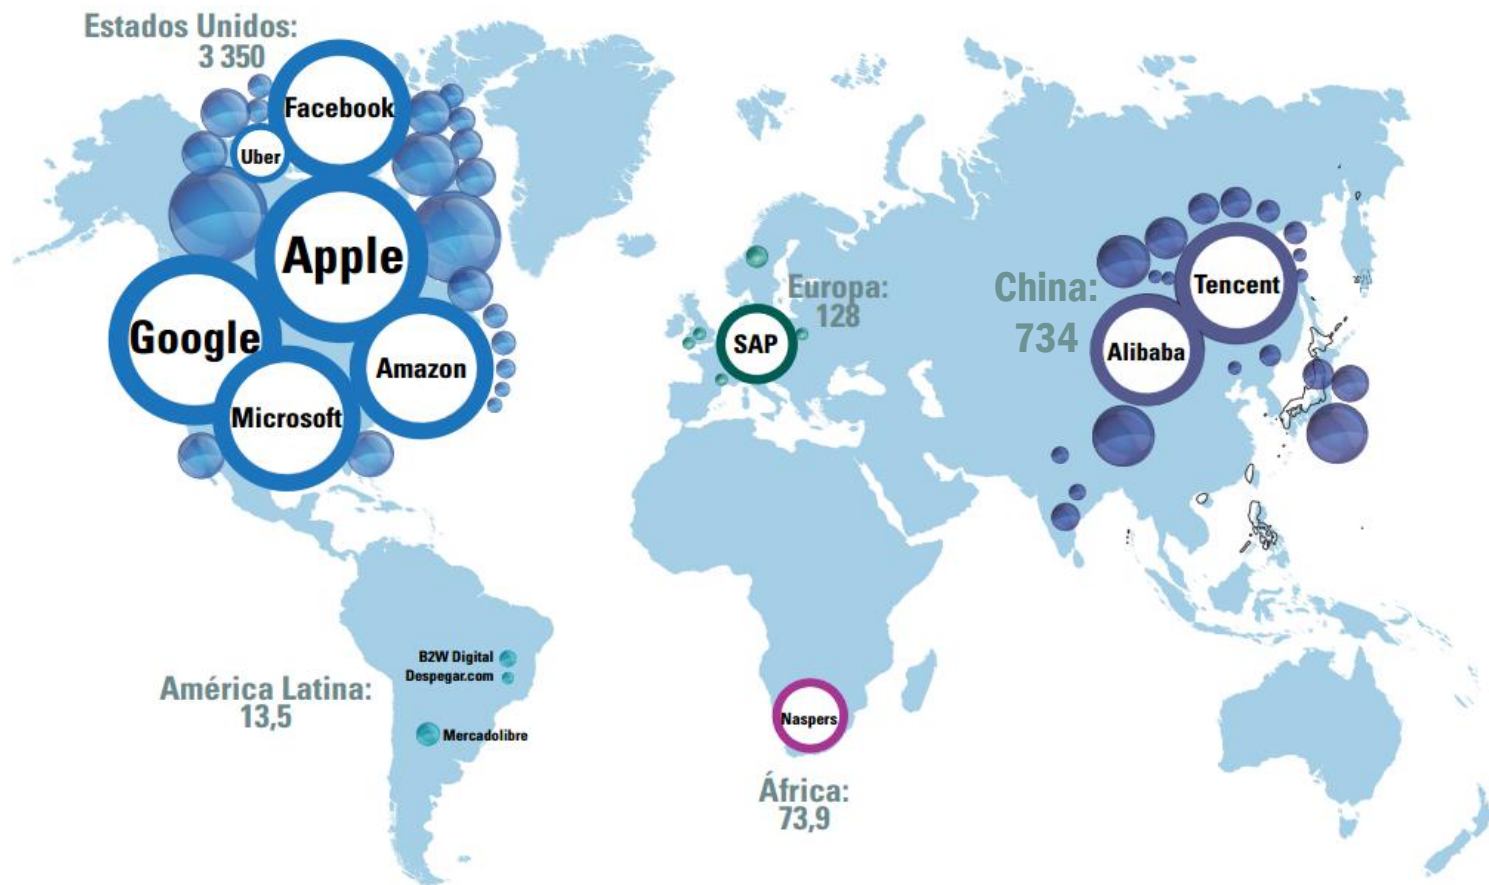 Estados Unidos:
3 350
Facebook
Uber
Apple
Google
Amazon
Microsoft
Europa:
128
SAP
China:
734
Tencent
Alibaba
B2W Digital
Despegar.com
América Latina:
13,5
Mercadolibre
Naspers
África:
73,9